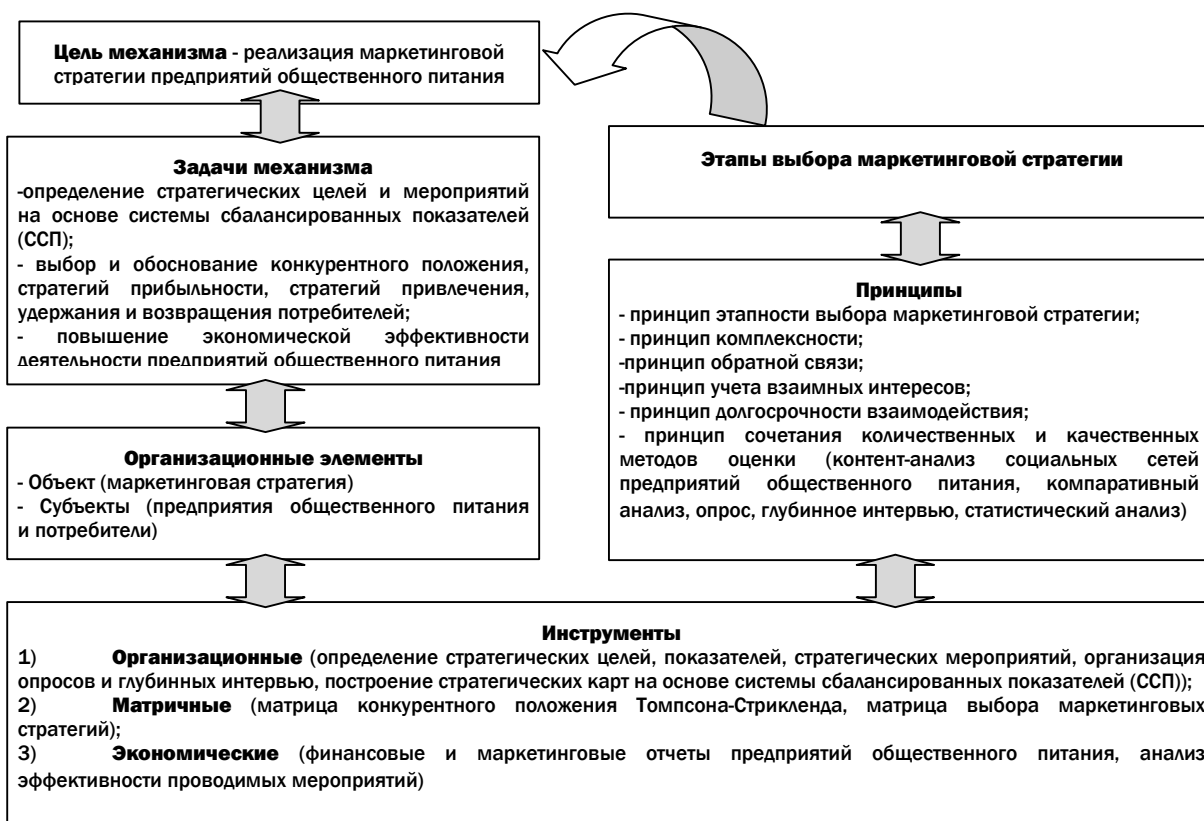 Цель механизма - реализация маркетинговой
стратегии предприятий общественного питания
Задачи механизма
-определение стратегических целей и мероприятий
на основе системы сбалансированных показателей
(ССП);
- выбор и обоснование конкурентного положения,
стратегий прибыльности, стратегий привлечения,
удержания и возвращения потребителей;
- повышение экономической эффективности
деятельности предприятий общественного питания
Организационные элементы
- Объект (маркетинговая стратегия)
- Субъекты (предприятия общественного питания
и потребители)
Этапы выбора маркетинговой стратегии
Принципы
- принцип этапности выбора маркетинговой стратегии;
- принцип комплексности;
-принцип обратной связи;
-принцип учета взаимных интересов;
- принцип долгосрочности взаимодействия;
- принцип сочетания количественных и качественных
методов оценки (контент-анализ социальных сетей
предприятий общественного питания, компаративный
анализ, опрос, глубинное интервью, статистический анализ)
Инструменты
1) Организационные (определение стратегических целей, показателей, стратегических мероприятий, организация
опросов и глубинных интервью, построение стратегических карт на основе системы сбалансированных показателей (ССП));
2) Матричные (матрица конкурентного положения Томпсона-Стрикленда, матрица выбора маркетинговых
стратегий);
3) Экономические (финансовые и маркетинговые отчеты предприятий общественного питания, анализ
эффективности проводимых мероприятий)